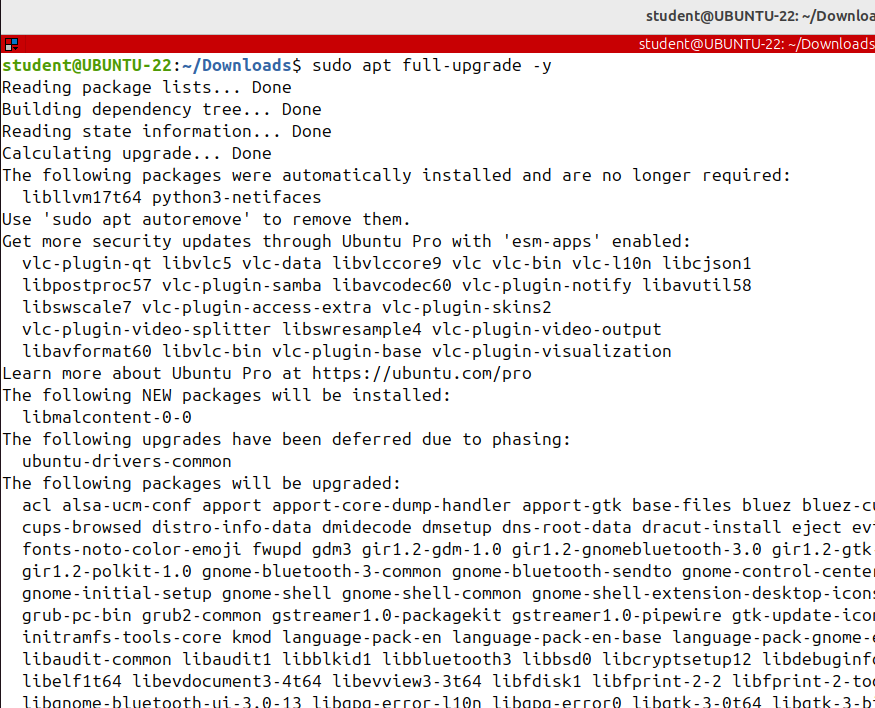 student@UBUNTU-22: ~/Downloa
student@UBUNTU-22: ~/Downloads
student@UBUNTU-22:~/Downloads$ sudo apt full-upgrade -y
Reading package lists... Done
Building dependency tree... Done
Reading state information... Done
Calculating upgrade... Done
The following packages were automatically installed and are no longer required:
  libllvm17t64 python3-netifaces
Use 'sudo apt autoremove' to remove them.
Get more security updates through Ubuntu Pro with 'esm-apps' enabled:
  vlc-plugin-qt libvlc5 vlc-data libvlccore9 vlc vlc-bin vlc-l10n libcjson1
  libpostproc57 vlc-plugin-samba libavcodec60 vlc-plugin-notify libavutil58
  libswscale7 vlc-plugin-access-extra vlc-plugin-skins2
  vlc-plugin-video-splitter libswresample4 vlc-plugin-video-output
  libavformat60 libvlc-bin vlc-plugin-base vlc-plugin-visualization
Learn more about Ubuntu Pro at https://ubuntu.com/pro
The following NEW packages will be installed:
  libmalcontent-0-0
The following upgrades have been deferred due to phasing:
  ubuntu-drivers-common
The following packages will be upgraded:
  acl alsa-ucm-conf apport apport-core-dump-handler apport-gtk base-files bluez bluez-cu
  cups-browsed distro-info-data dmidecode dmsetup dns-root-data dracut-install eject ev
  fonts-noto-color-emoji fwupd gdm3 gir1.2-gdm-1.0 gir1.2-gnomebluetooth-3.0 gir1.2-gtk-
  gir1.2-polkit-1.0 gnome-bluetooth-3-common gnome-bluetooth-sendto gnome-control-center
  gnome-initial-setup gnome-shell gnome-shell-common gnome-shell-extension-desktop-icons
  grub-pc-bin grub2-common gstreamer1.0-packagekit gstreamer1.0-pipewire gtk-update-icon
  initramfs-tools-core kmod language-pack-en language-pack-en-base language-pack-gnome-e
  libaudit-common libaudit1 libblkid1 libbluetooth3 libbsd0 libcryptsetup12 libdebuginfo
  libelf1t64 libevdocument3-4t64 libevview3-3t64 libfdisk1 libfprint-2-2 libfprint-2-tod
  libgnome-bluetooth-ui-3.0-13 libgpg-error-l10n libgpg-error0 libgtk-3-0t64 libgtk-3-b